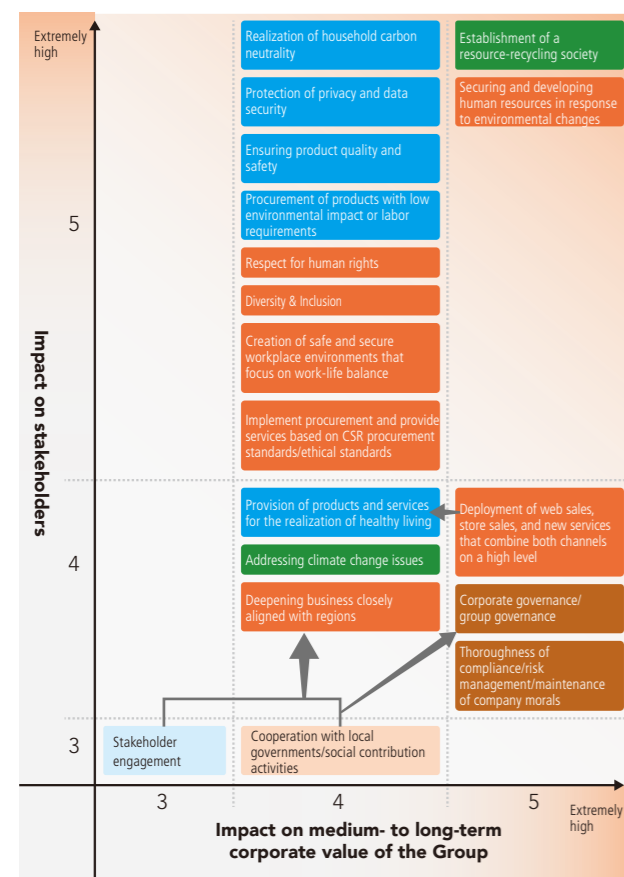 Extremely
high
Realization of household carbon
neutrality
Establishment of a
resource-recycling society
Protection of privacy and data
security
Securing and developing
human resources in response
to environmental changes
Ensuring product quality and
safety
Procurement of products with low
environmental impact or labor
requirements
5
Respect for human rights
Diversity & Inclusion
Creation of safe and secure
workplace environments that
focus on work-life balance
Implement procurement and provide
services based on CSR procurement
standards/ethical standards
Impact on stakeholders
Provision of products and services
for the realization of healthy living
Deployment of web sales,
store sales, and new services
that combine both channels
on a high level
4
Addressing climate change issues
Deepening business closely
aligned with regions
Corporate governance/
group governance
Thoroughness of
compliance/risk
management/maintenance
of company morals
3
Stakeholder
engagement
Cooperation with local
governments/social contribution
activities
3
4
5
Extremely
high
Impact on medium- to long-term
corporate value of the Group